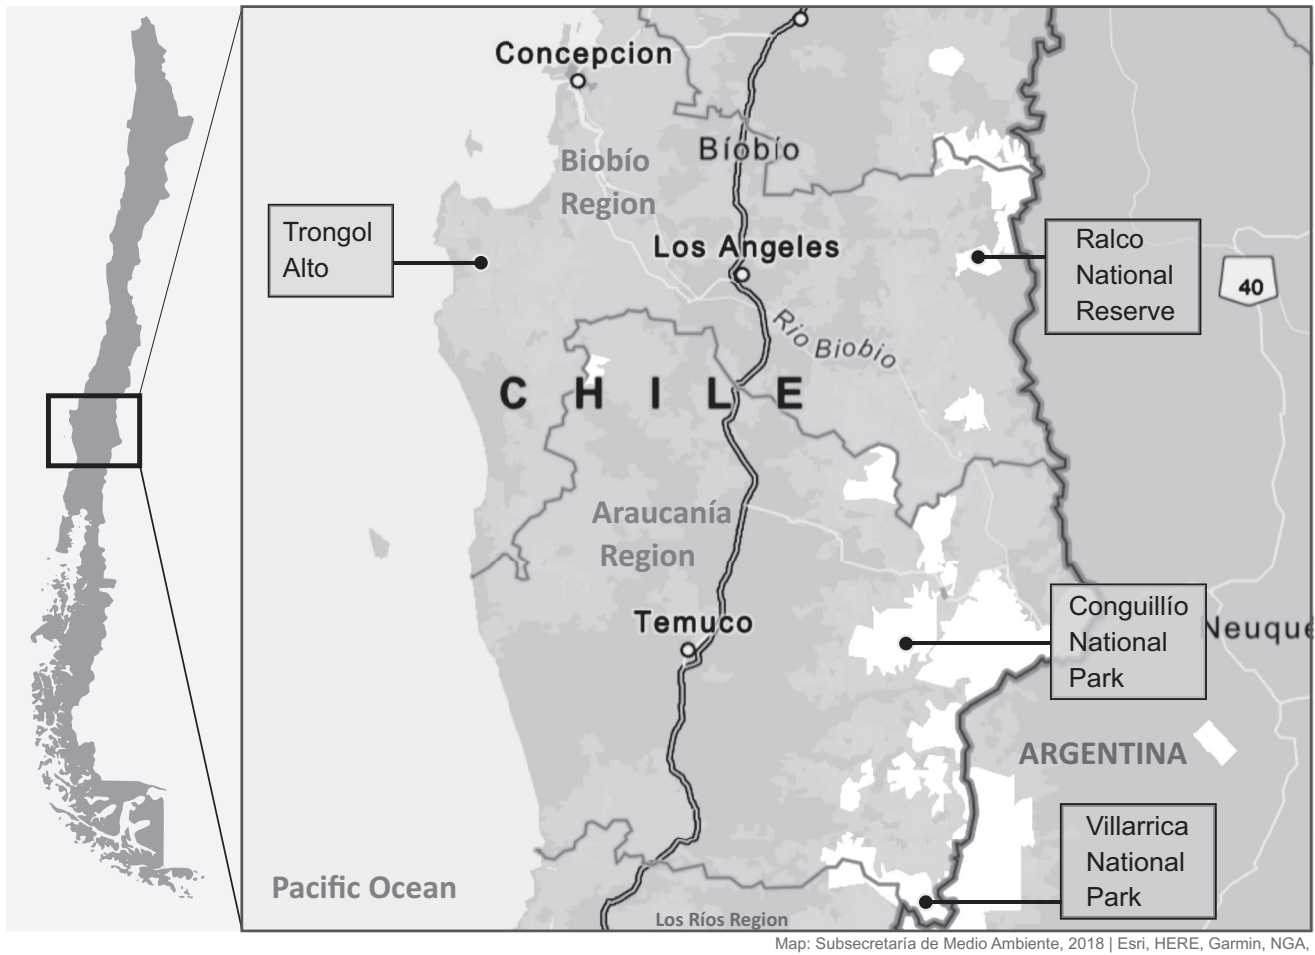 Concepcion
Biobío
Region
Bíobío
Trongol
Alto
Los Angeles
Ralco
National
Reserve
40
Rio Biobio
CHILE
Araucanía
Region
Temuco
Conguillío
National
Park
Neuque
ARGENTINA
Villarrica
National
Park
Pacific Ocean
Los Ríos Region
Map: Subsecretaría de Medio Ambiente, 2018 | Esri, HERE, Garmin, NGA,